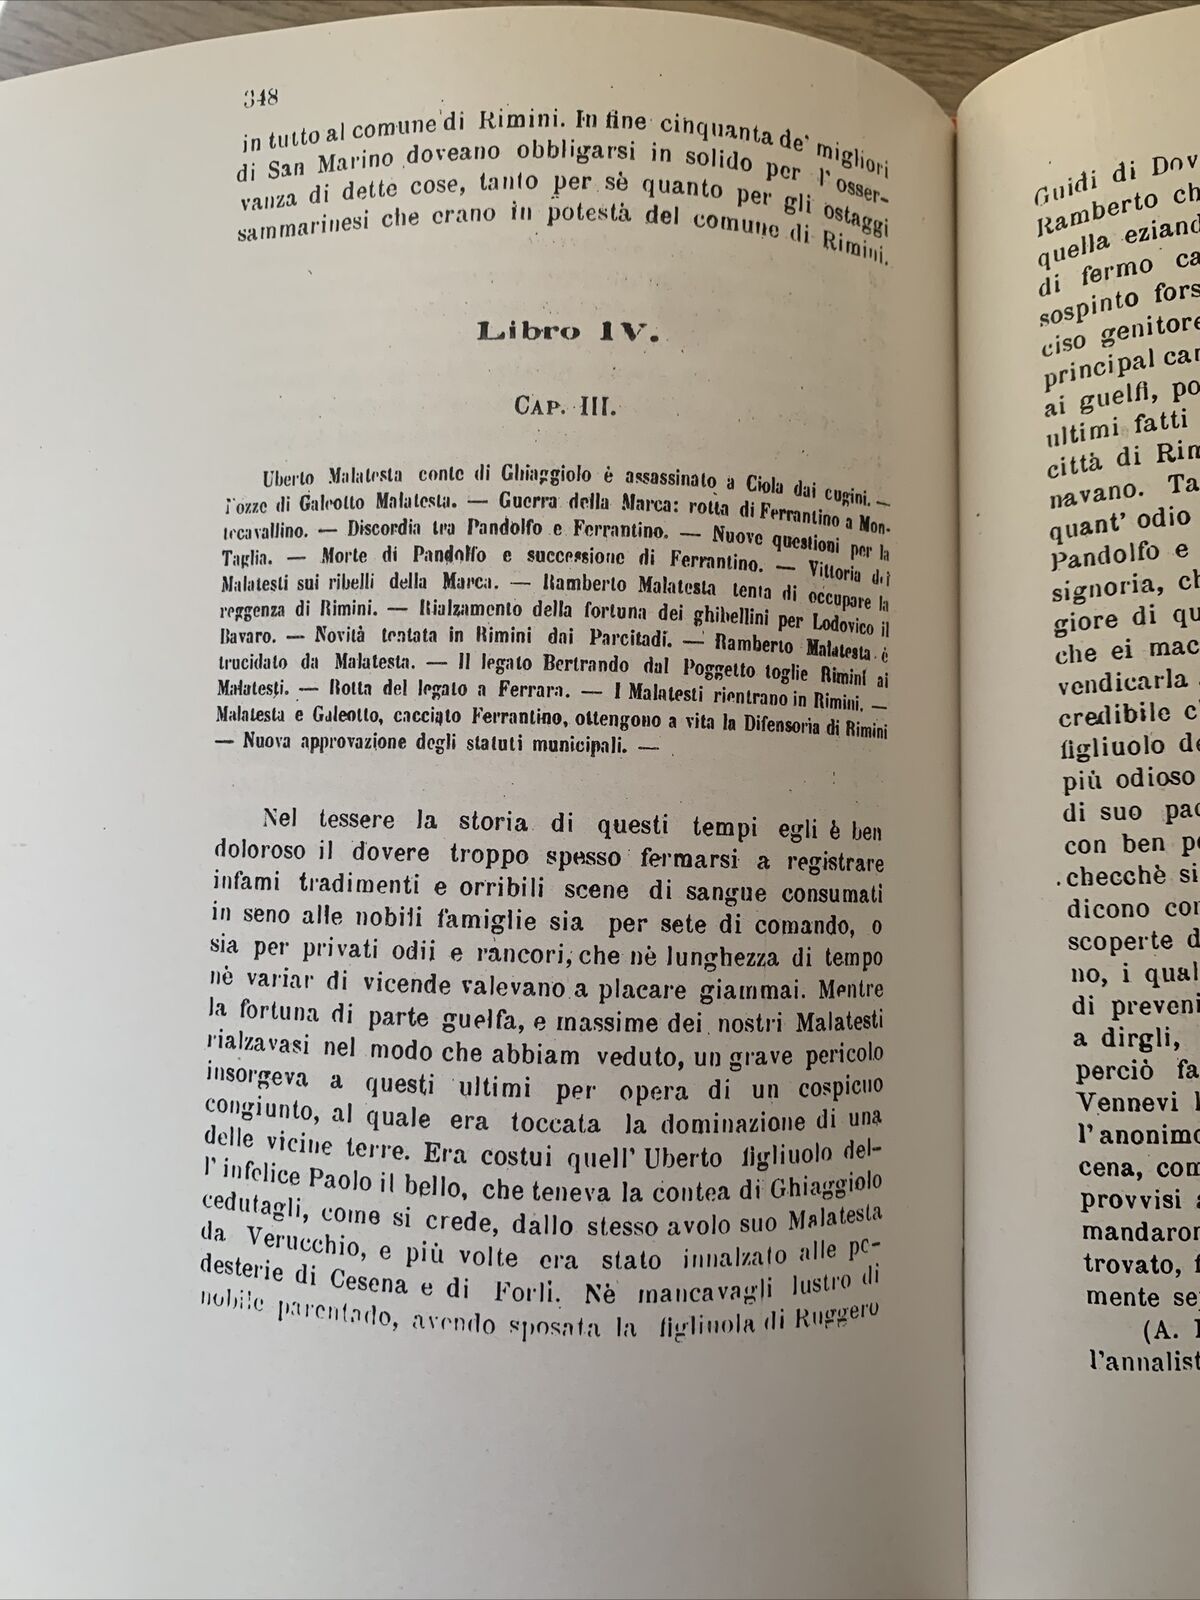 348
in tutto al comune di Rimini. In fine cinquanta de' migliori
di San Marino doveano obbligarsi in solido per l'osser-
vanza di dette cose, tanto per sè quanto per gli ostaggi
sammarinesi che erano in potestà del comune di Rimini.
Libro IV.
CAP. III.
Uberto Malatesta conte di Ghiaggiolo è assassinato a Ciola dai cugini. —
Nozze di Galeotto Malatesta. — Guerra della Marca: rotta di Ferrantino a Mon-
tecavallino. — Discordia tra Pandolfo e Ferrantino. — Nuove questioni per la
Taglia. — Morte di Pandolfo e successione di Ferrantino. — Vittoria dei
Malatesti sui ribelli della Marca. — Ramberto Malatesta tenta di occupare la
reggenza di Rimini. — Rialzamento della fortuna dei ghibellini per Lodovico il
Bavaro. — Novità tentata in Rimini dai Parcitadi. — Ramberto Malatesta è
trucidato da Malatesta. — Il legato Bertrando dal Poggetto toglie Rimini ai
Malatesti. — Rotta del legato a Ferrara. — I Malatesti rientrano in Rimini. —
Malatesta e Galeotto, cacciato Ferrantino, ottengono a vita la Difensoria di Rimini
— Nuova approvazione degli statuti municipali. —
Nel tessere la storia di questi tempi egli è ben
doloroso il dovere troppo spesso fermarsi a registrare
infami tradimenti e orribili scene di sangue consumati
in seno alle nobili famiglie sia per sete di comando, o
sia per privati odii e rancori, che nè lunghezza di tempo
nè variar di vicende valevano a placare giammai. Mentre
la fortuna di parte guelfa, e massime dei nostri Malatesti
rialzavasi nel modo che abbiam veduto, un grave pericolo
insorgeva a questi ultimi per opera di un cospicuo
congiunto, al quale era toccata la dominazione di una
delle vicine terre. Era costui quell' Uberto figliuolo del-
l' infelice Paolo il bello, che teneva la contea di Ghiaggiolo
cedutagli, come si crede, dallo stesso avolo suo Malatesta
da Verucchio, e più volte era stato innalzato alle po-
desterie di Cesena e di Forlì. Nè mancavagli lustro di
nobile parentado, avendo sposata la figliuola di Ruggero
Guidi di Dov
Ramberto ch
quella eziand
di fermo ca
sospinto fors
ciso genitore
principal car
ai guelfi, po
ultimi fatti
città di Rim
navano. Ta
quant' odio
Pandolfo e
signoria, ch
giore di qu
che ei mac
vendicarla
credibile c
figliuolo de
più odioso
di suo pac
con ben pe
checchè si
dicono con
scoperte d
no, i qual
di preveni
a dirgli,
perciò fa
Vennevi
l'anonimo
cena, com
provvisi a
mandaron
trovato, f
mente se
(A.
l'annalist